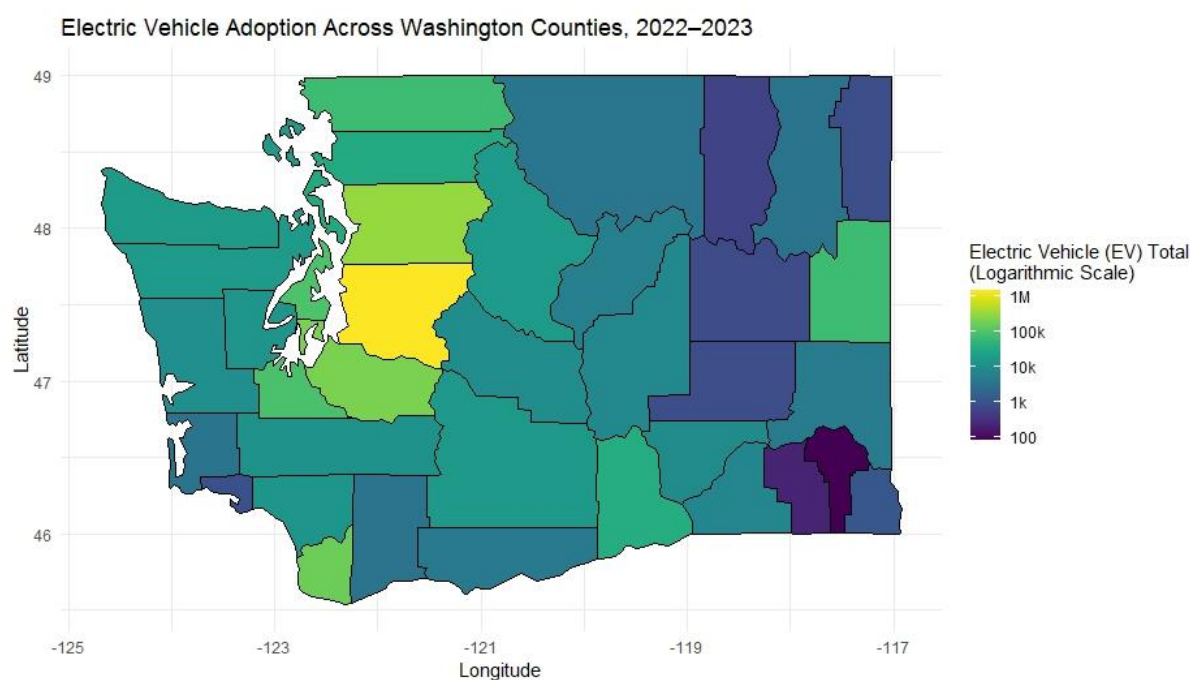 Electric Vehicle Adoption Across Washington Counties, 2022–2023
49
48
47
46
Latitude
-125
-123
-121
-119
-117
Longitude
Electric Vehicle (EV) Total
(Logarithmic Scale)
1M
100k
10k
1k
100